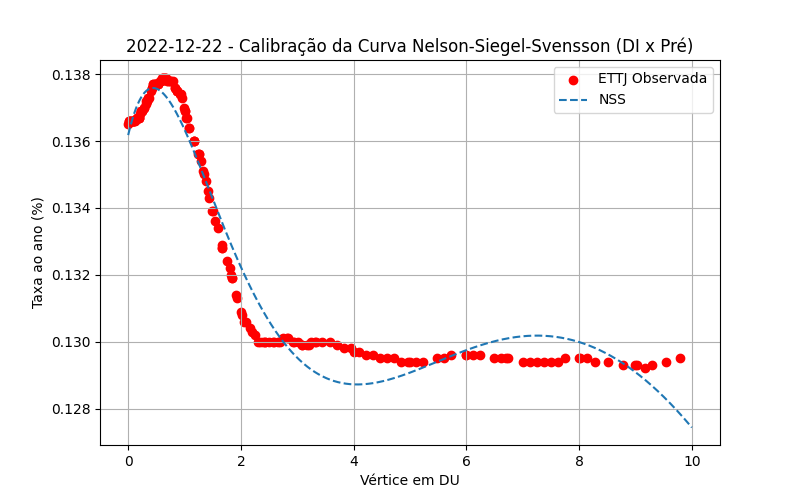 2022-12-22 - Calibração da Curva Nelson-Siegel-Svensson (DI x Pré)
ETTJ Observada
NSS
Taxa ao ano (%)
0.138
0.136
0.134
0.132
0.130
0.128
0 2 4 6 8 10
Vértice em DU